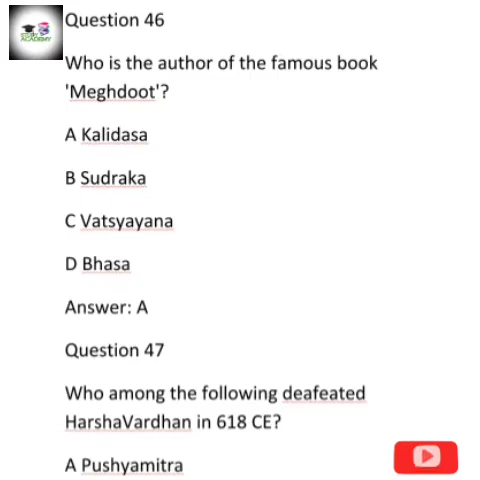 Question 46
Who is the author of the famous book
'Meghdoot'?
A Kalidasa
B Sudraka
C Vatsyayana
D Bhasa
Answer: A
Question 47
Who among the following deafeated
HarshaVardhan in 618 CE?
A Pushyamitra